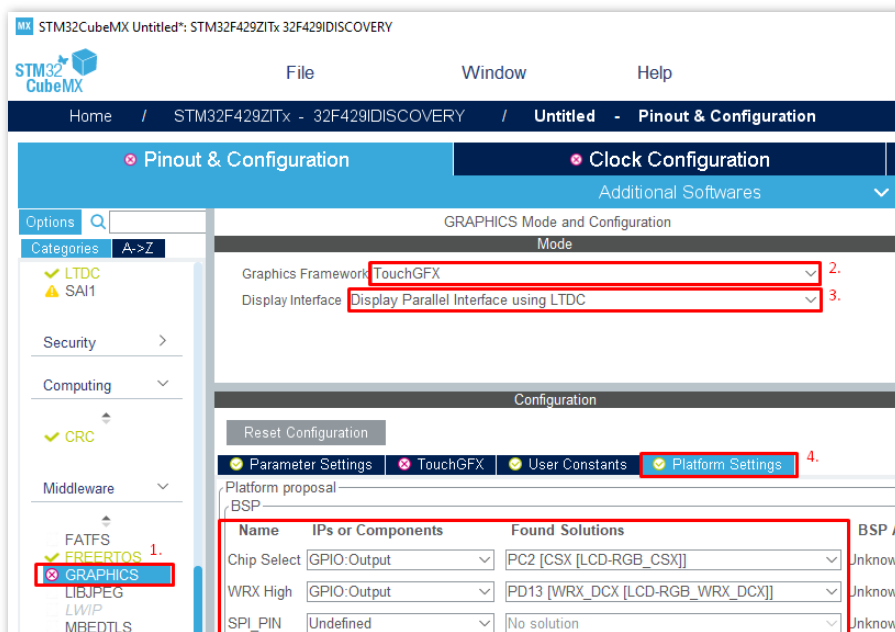 MX STM32CubeMX Untitled*: STM32F429ZITx 32F429IDISCOVERY
STM32 CubeMX
File Window Help
Home / STM32F429ZITx - 32F429IDISCOVERY / Untitled - Pinout & Configuration
Pinout & Configuration Clock Configuration
Additional Softwares
Options GRAPHICS Mode and Configuration
Categories A->Z Mode
LTDC Graphics Framework TouchGFX 2.
SAI1 Display Interface Display Parallel Interface using LTDC 3.
Security
Computing
Configuration
CRC Reset Configuration
Parameter Settings TouchGFX User Constants Platform Settings 4.
Middleware Platform proposal
BSP
Name IPs or Components Found Solutions BSP
FATFS
FREERTOS 1. Chip Select GPIO:Output PC2 [CSX [LCD-RGB_CSX]] Unknow
GRAPHICS
LIBJPEG WRX High GPIO:Output PD13 [WRX_DCX [LCD-RGB_WRX_DCX]] Unknow
LWIP
MBEDTLS SPI_PIN Undefined No solution Unknow